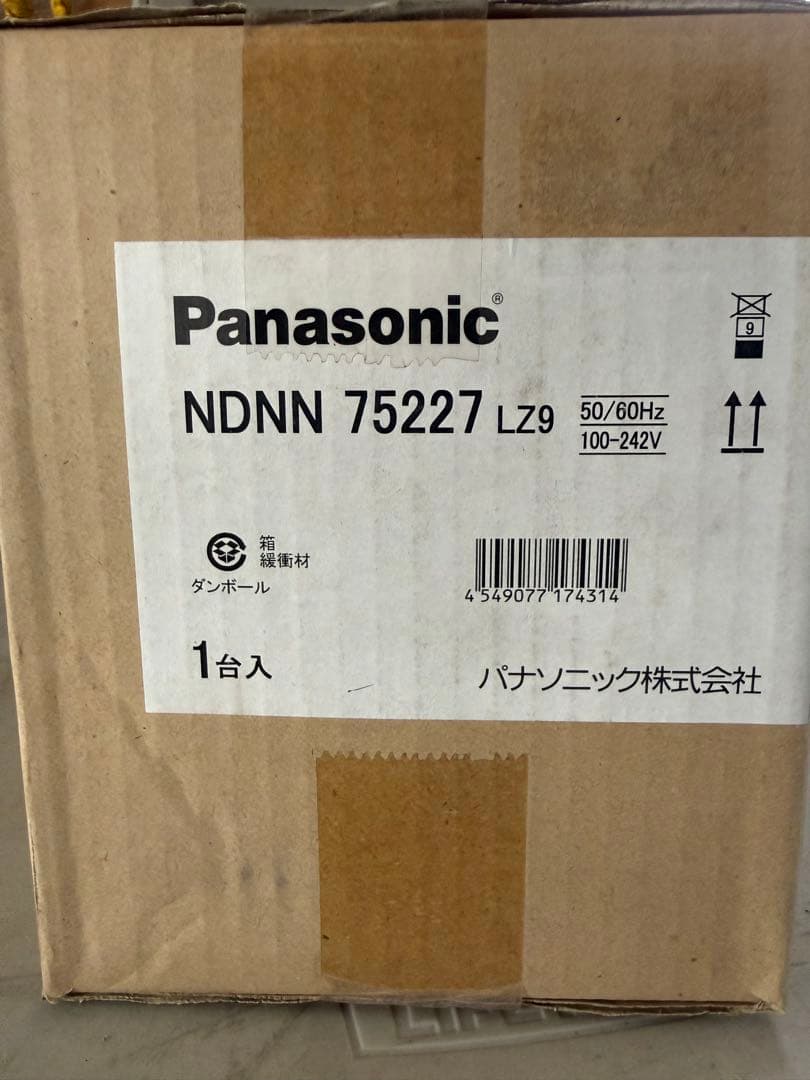 Panasonic®
NDNN 75227 LZ9
50/60Hz
100-242V
9
箱
緩衝材
ダンボール
4 549077 174314
1台入
パナソニック株式会社